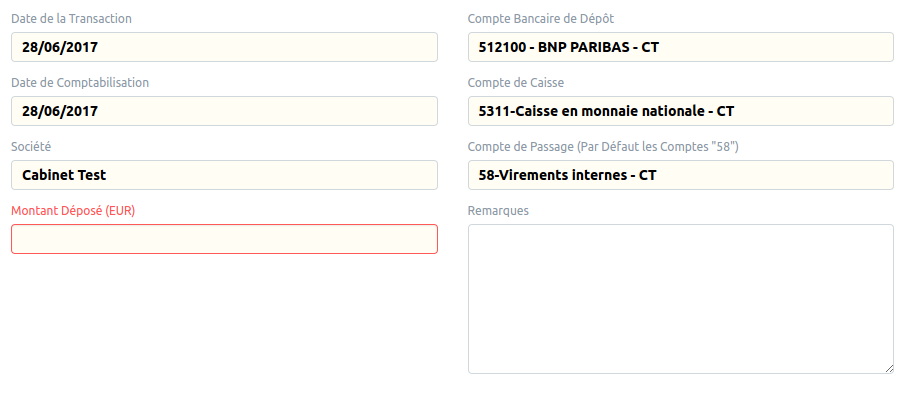 Date de la Transaction
28/06/2017
Date de Comptabilisation
28/06/2017
Société
Cabinet Test
Montant Déposé (EUR)
Compte Bancaire de Dépôt
512100 - BNP PARIBAS - CT
Compte de Caisse
5311-Caisse en monnaie nationale - CT
Compte de Passage (Par Défaut les Comptes "58")
58-Virements internes - CT
Remarques